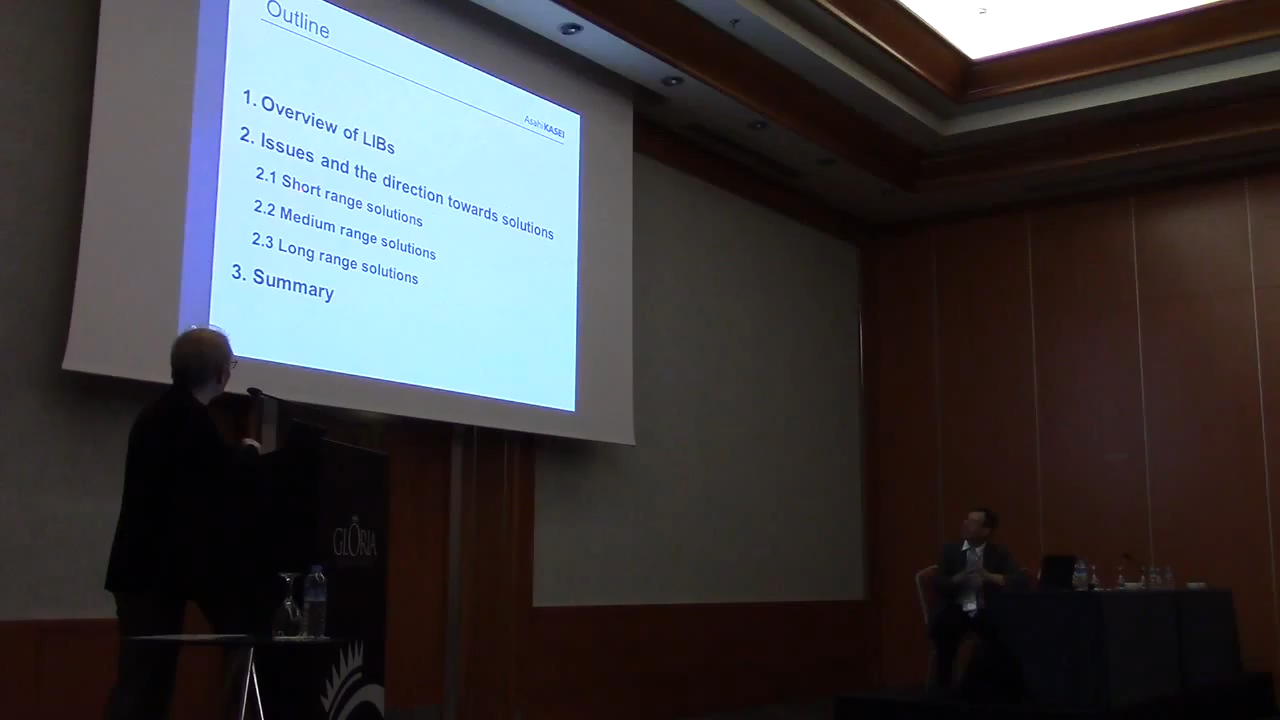 Outline
AsahiKASEI
1. Overview of LIBs
2. Issues and the direction towards solutions
2.1 Short range solutions
2.2 Medium range solutions
2.3 Long range solutions
3. Summary
GLORIA